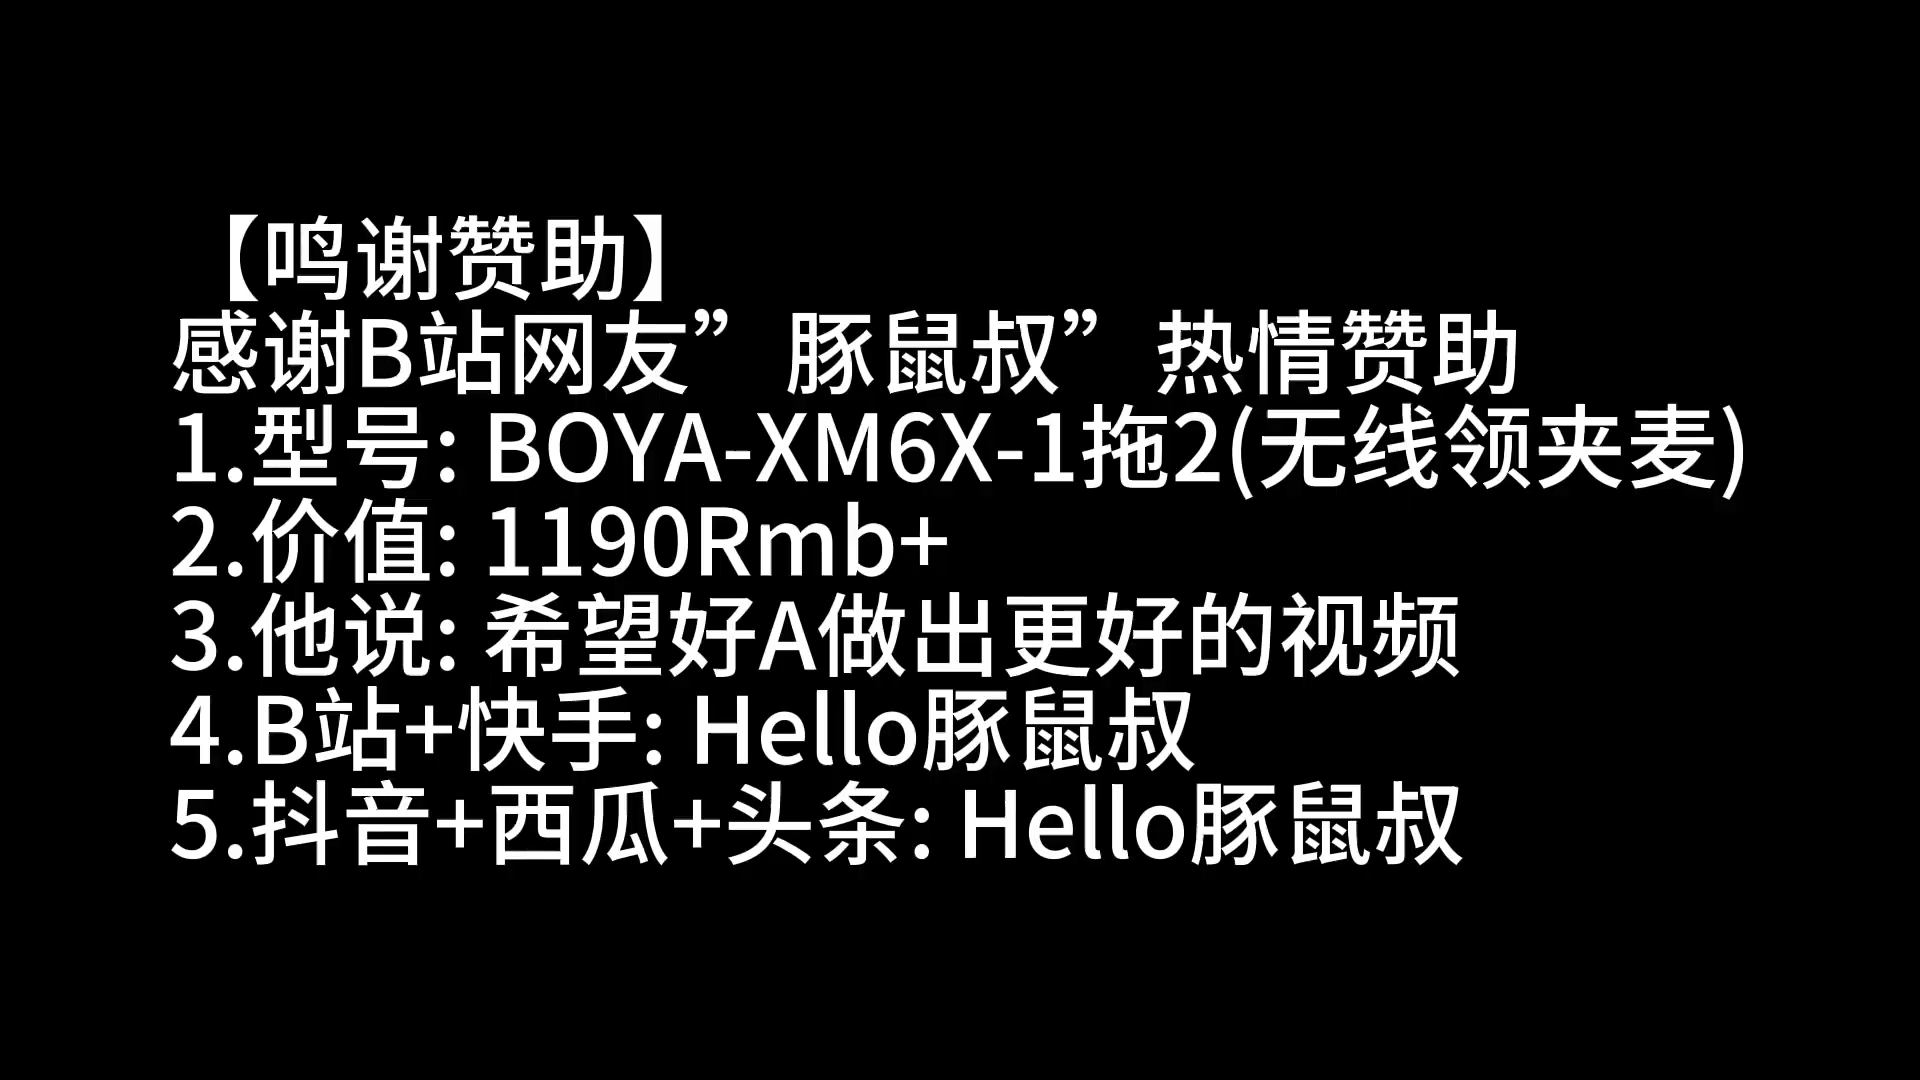 【鸣谢赞助】
感谢B站网友”豚鼠叔”热情赞助
1.型号: BOYA-XM6X-1拖2(无线领夹麦)
2.价值: 1190Rmb+
3.他说: 希望好A做出更好的视频
4.B站+快手: Hello豚鼠叔
5.抖音+西瓜+头条: Hello豚鼠叔